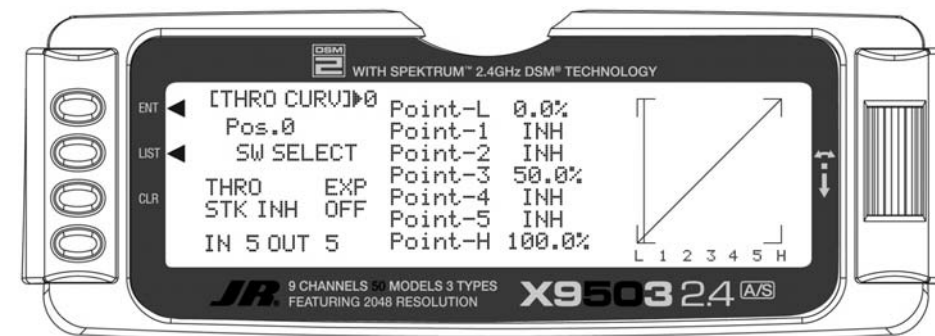 DSM
2 WITH SPEKTRUM™ 2.4GHz DSM® TECHNOLOGY
ENT
LIST
CLR
[THRO CURV]▶0
Pos.0
SW SELECT
THRO EXP
STK INH OFF
IN 5 OUT 5
Point-L 0.0%
Point-1 INH
Point-2 INH
Point-3 50.0%
Point-4 INH
Point-5 INH
Point-H 100.0%
L 1 2 3 4 5 H
JR® 9 CHANNELS 50 MODELS 3 TYPES
FEATURING 2048 RESOLUTION
X9503 2.4 A/S